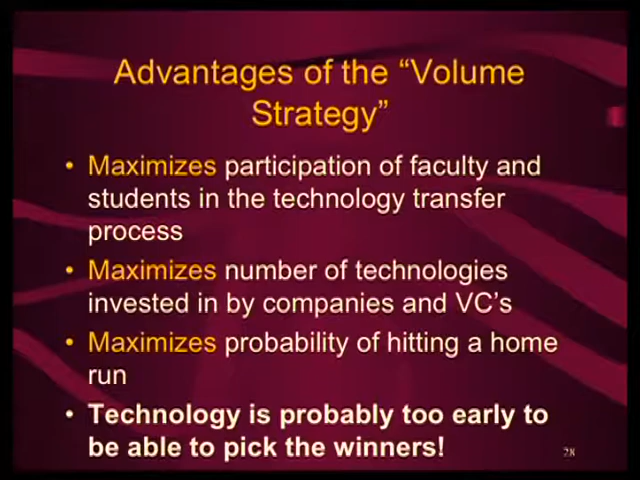 Advantages of the “Volume
Strategy”
• Maximizes participation of faculty and
students in the technology transfer
process
• Maximizes number of technologies
invested in by companies and VC’s
• Maximizes probability of hitting a home
run
• Technology is probably too early to
be able to pick the winners!
28